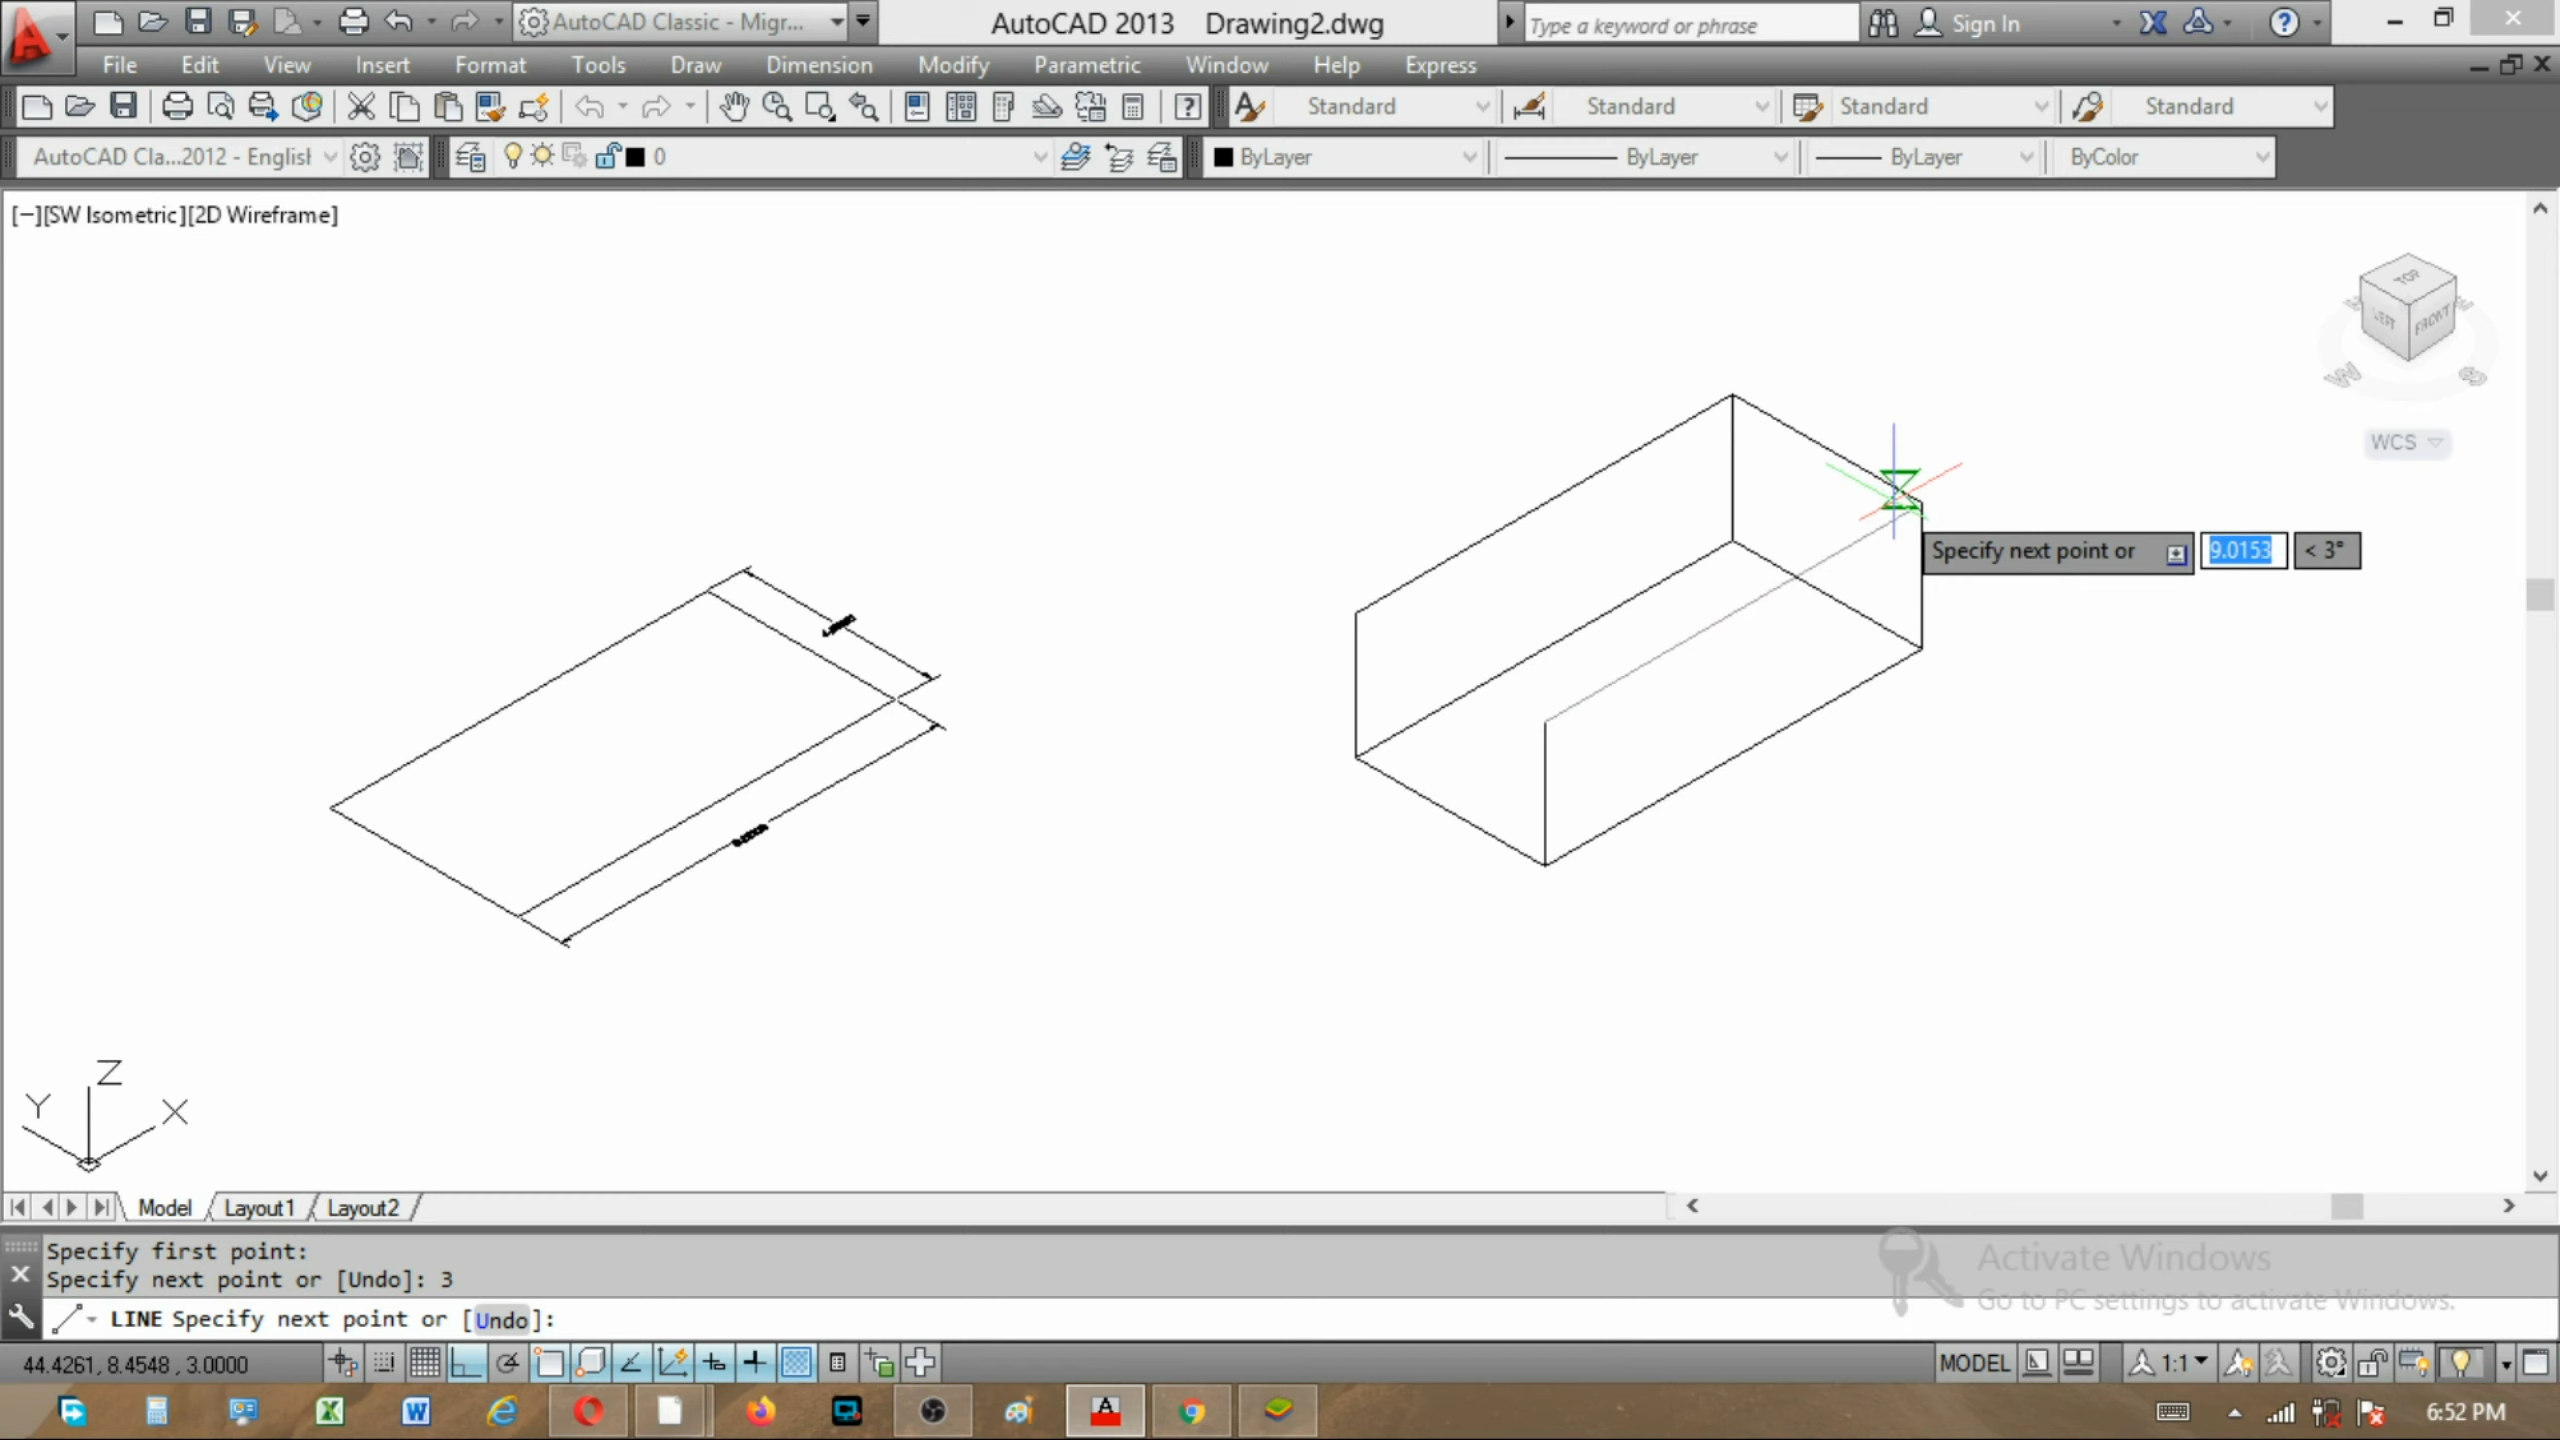 AutoCAD Classic - Migr...
AutoCAD 2013 Drawing2.dwg
Type a keyword or phrase
Sign In
File Edit View Insert Format Tools Draw Dimension Modify Parametric Window Help Express
Standard Standard Standard Standard
AutoCAD Cla...2012 - English 0 ByLayer ByLayer ByLayer ByColor
[−][SW Isometric][2D Wireframe]
TOP
LEFT FRONT
W S
WCS
Specify next point or 9.0153 < 3°
Z
Y X
Model Layout1 Layout2
Specify first point:
Specify next point or [Undo]: 3
LINE Specify next point or [Undo]:
Activate Windows
Go to PC settings to activate Windows.
44.4261, 8.4548 , 3.0000
MODEL 1:1
6:52 PM